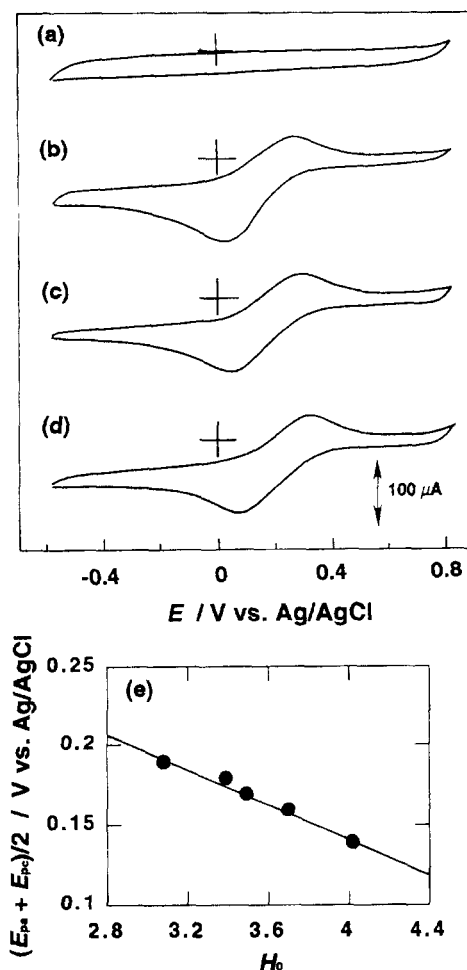 (a)
(b)
(c)
(d)
100 μA
-0.4 0 0.4 0.8
E / V vs. Ag/AgCl
(e)
0.25
0.2
0.15
0.1
(Epa + Epc)/2 / V vs. Ag/AgCl
2.8 3.2 3.6 4 4.4
H0